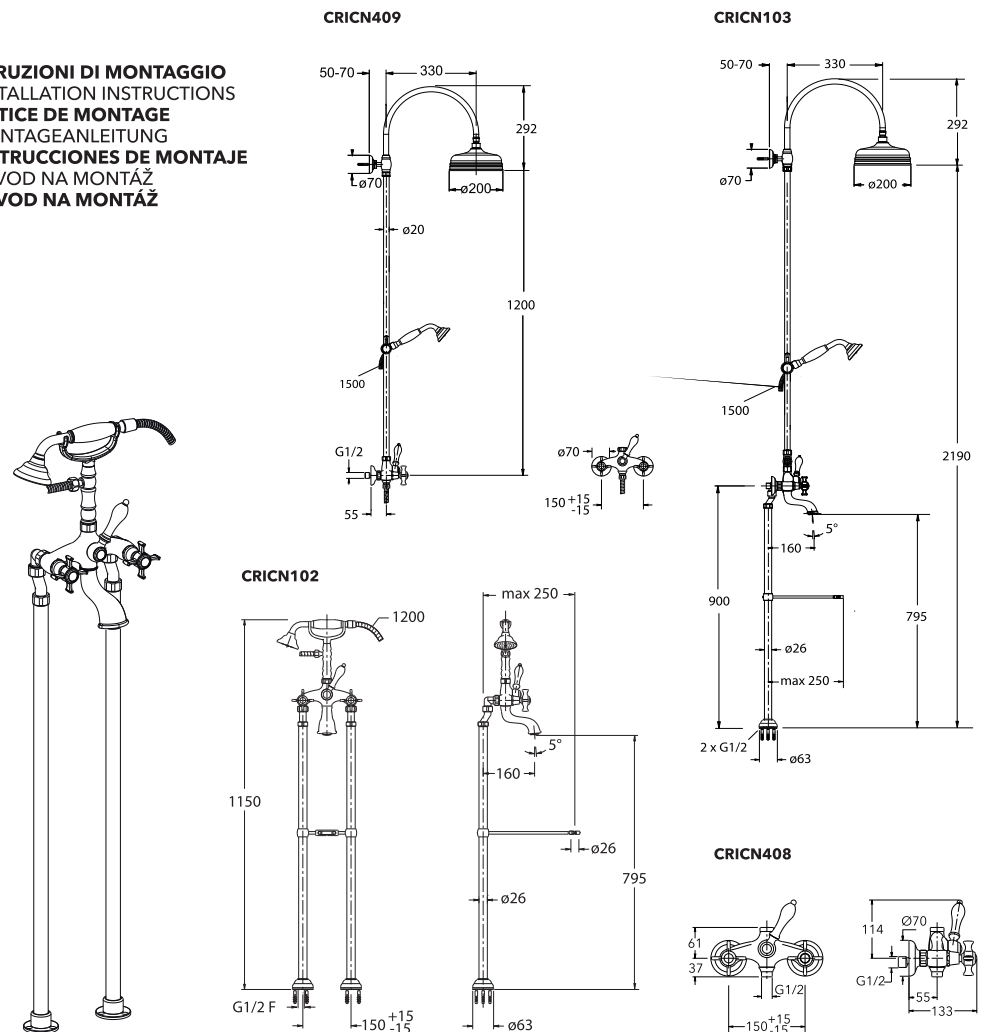 CRICN409
CRICN103
RUZIONI DI MONTAGGIO
TALLATION INSTRUCTIONS
TICE DE MONTAGE
NTAGEANLEITUNG
TRUCCIONES DE MONTAJE
VOD NA MONTÁŽ
VOD NA MONTÁŽ
50-70
330
292
ø70
ø200
ø20
1200
1500
G1/2
55
ø70
150 +15
-15
50-70
330
292
ø70
ø200
1500
2190
5°
160
900
795
ø26
max 250
2 x G1/2
ø63
CRICN102
1200
1150
G1/2 F
150 +15
-15
max 250
5°
160
ø26
795
ø26
ø63
CRICN408
61
37
G1/2
150 +15
-15
114
Ø70
G1/2
55
133